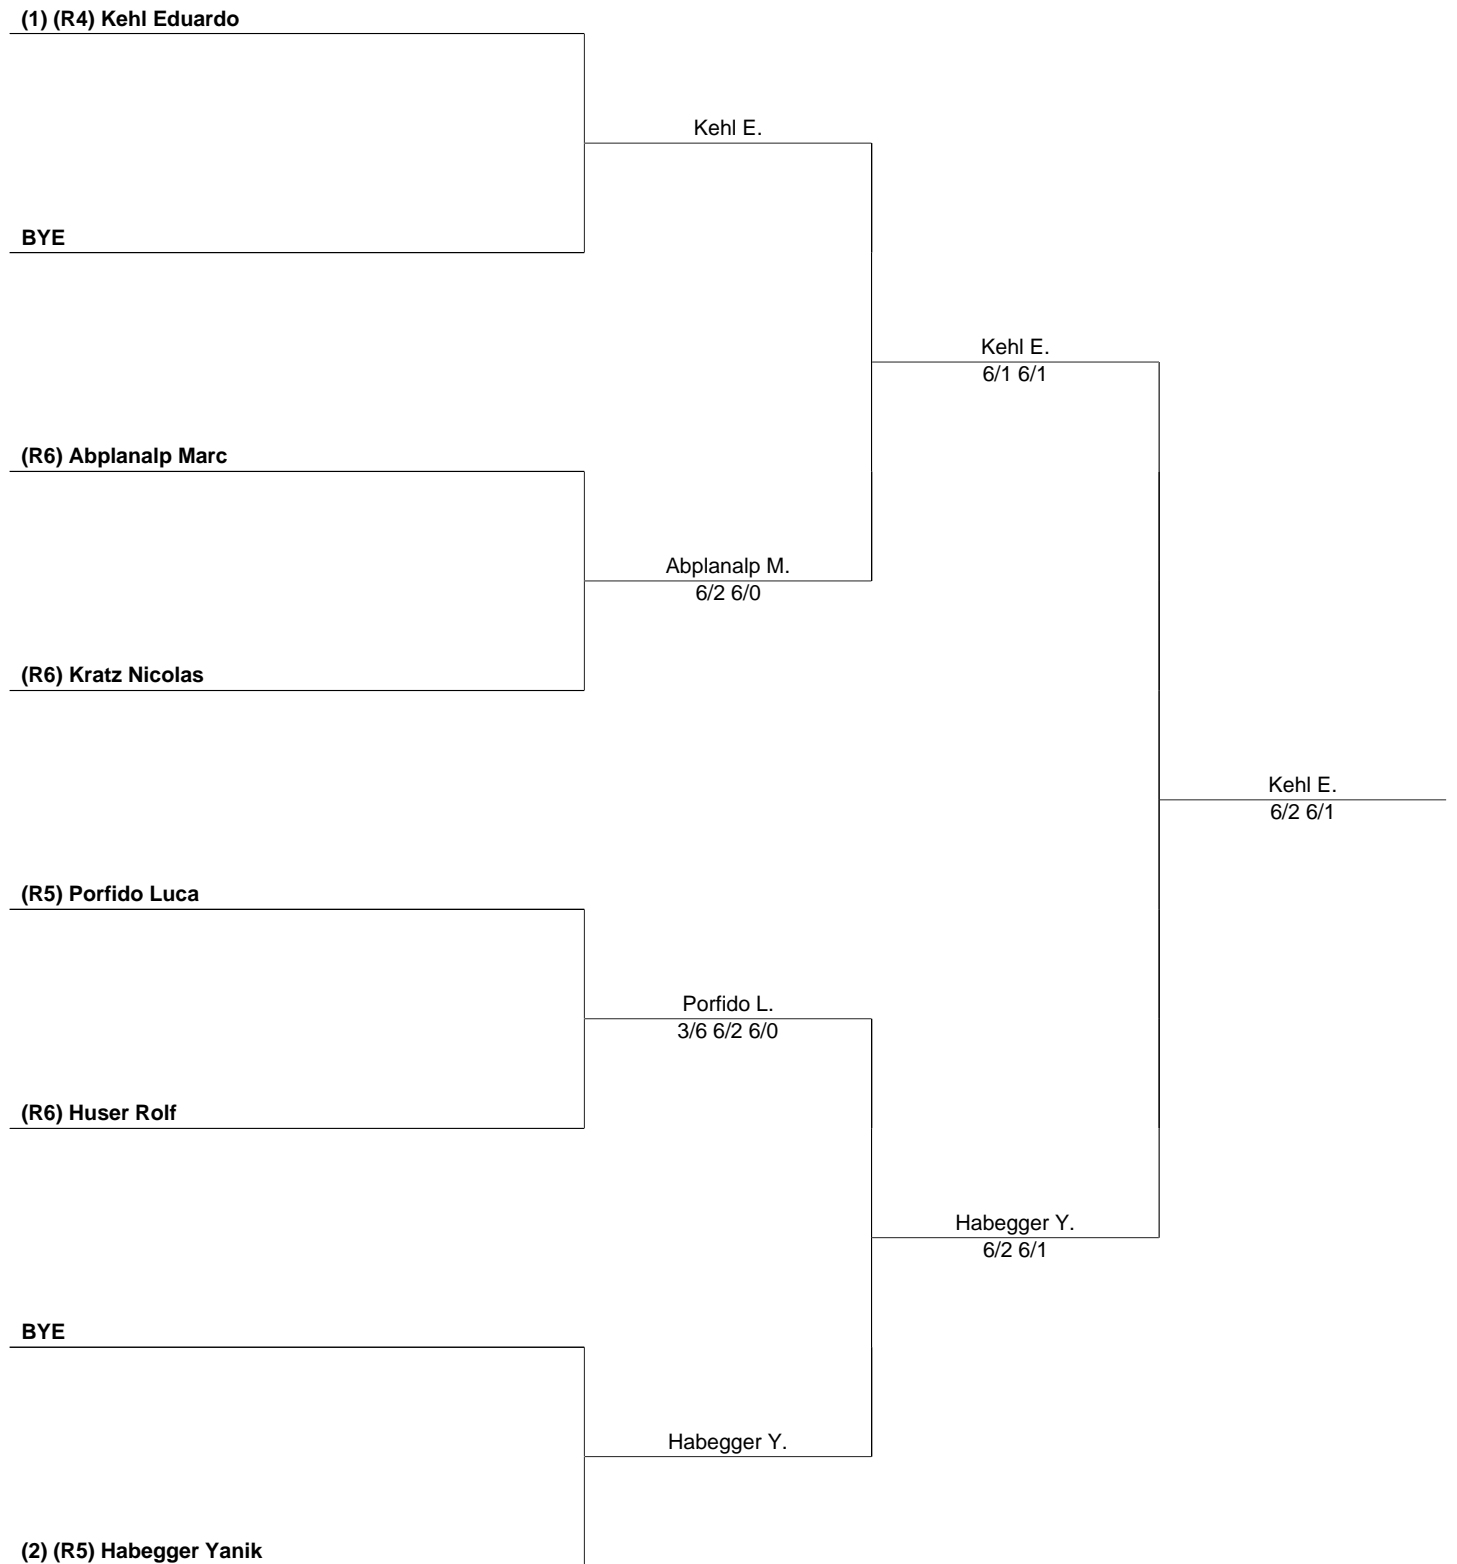 (1) (R4) Kehl Eduardo
Kehl E.
BYE
Kehl E.
6/1 6/1
(R6) Abplanalp Marc
Abplanalp M.
6/2 6/0
(R6) Kratz Nicolas
Kehl E.
6/2 6/1
(R5) Porfido Luca
Porfido L.
3/6 6/2 6/0
(R6) Huser Rolf
Habegger Y.
6/2 6/1
BYE
Habegger Y.
(2) (R5) Habegger Yanik